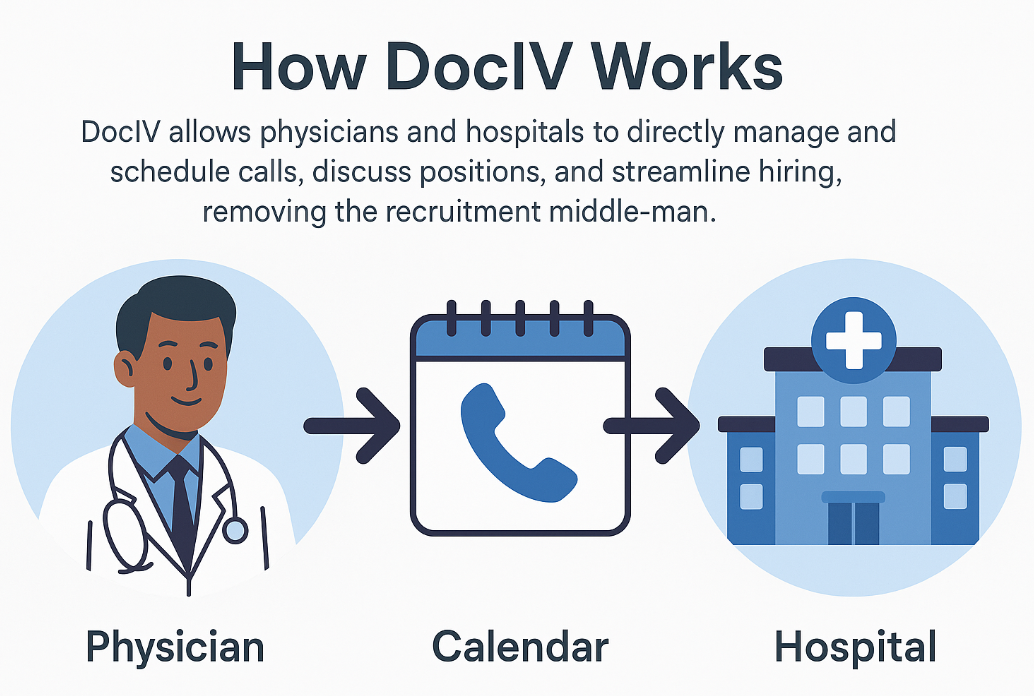 How DocIV Works
DocIV allows physicians and hospitals to directly manage and
schedule calls, discuss positions, and streamline hiring,
removing the recruitment middle-man.
Physician
Calendar
Hospital